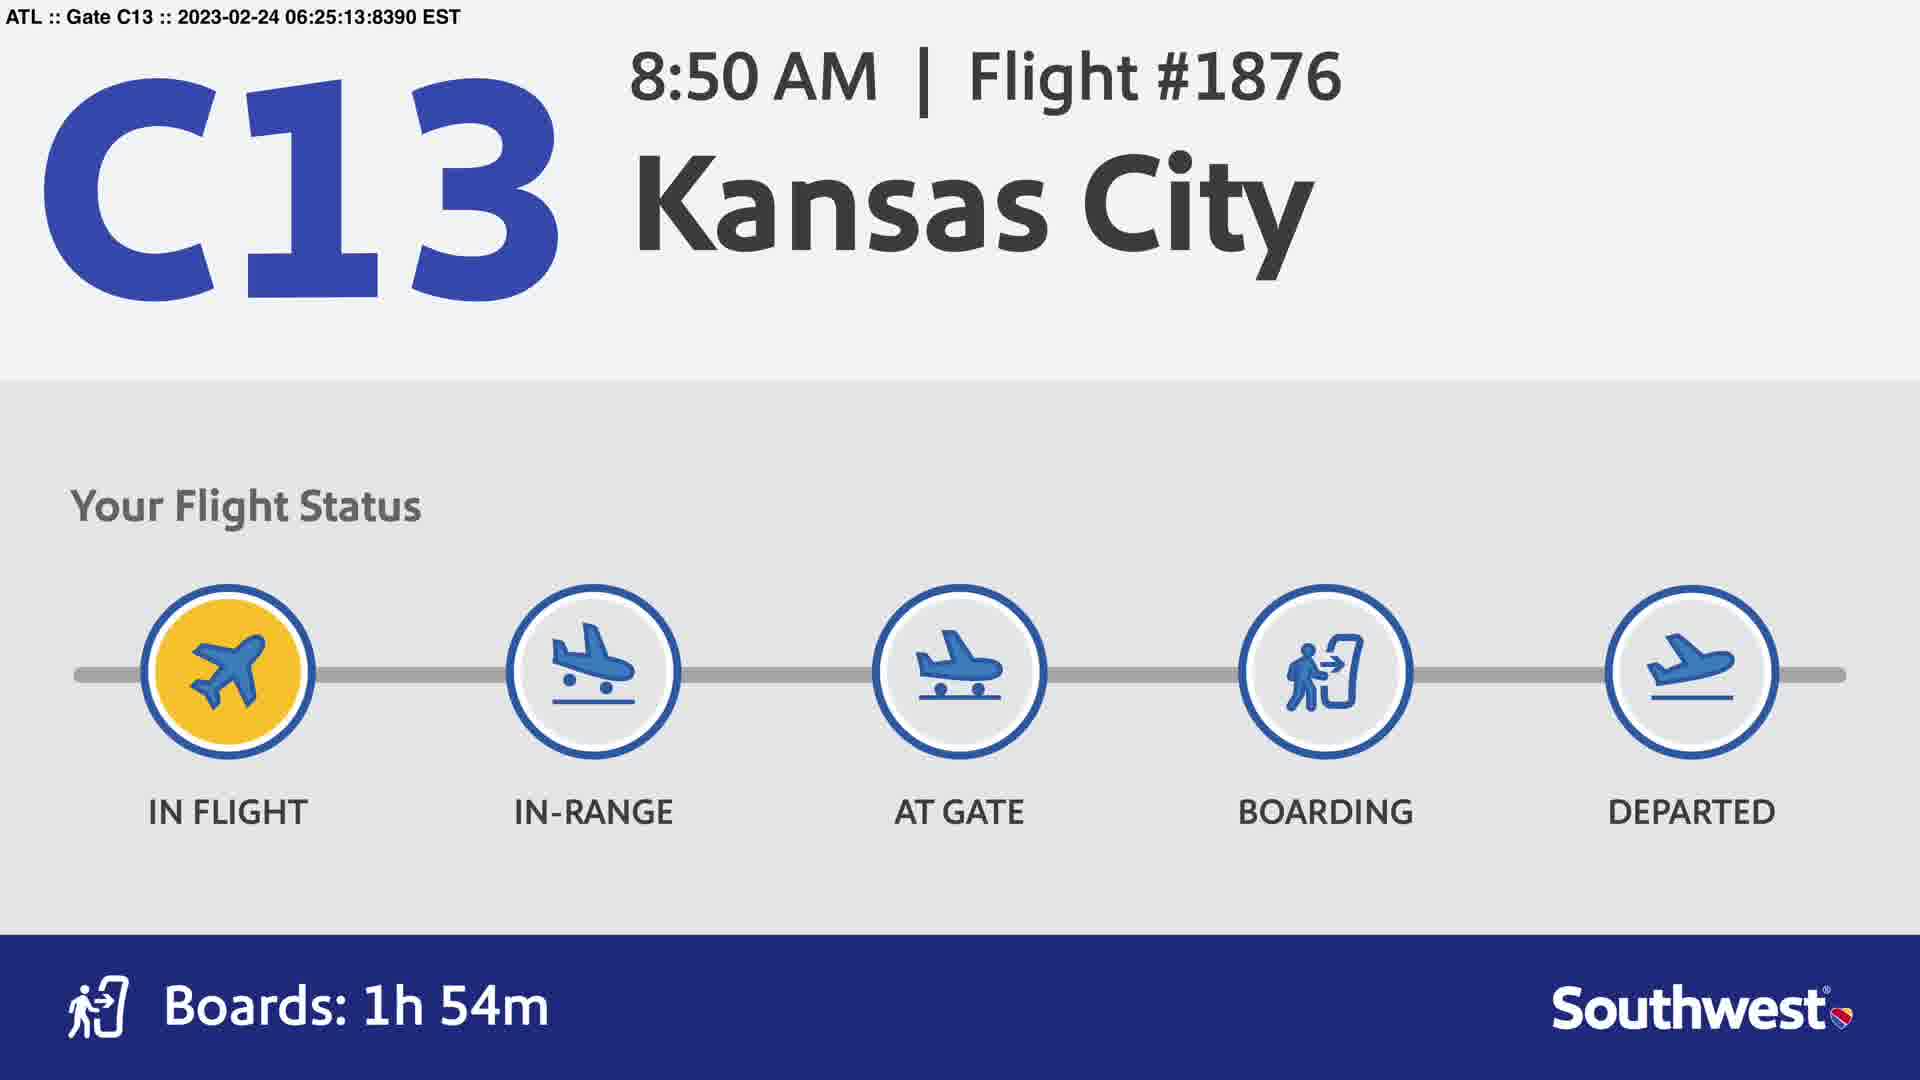 ATL :: Gate C13 :: 2023-02-24 06:25:13:8390 EST
C13
8:50 AM | Flight #1876
Kansas City
Your Flight Status
IN FLIGHT
IN-RANGE
AT GATE
BOARDING
DEPARTED
Boards: 1h 54m
Southwest®